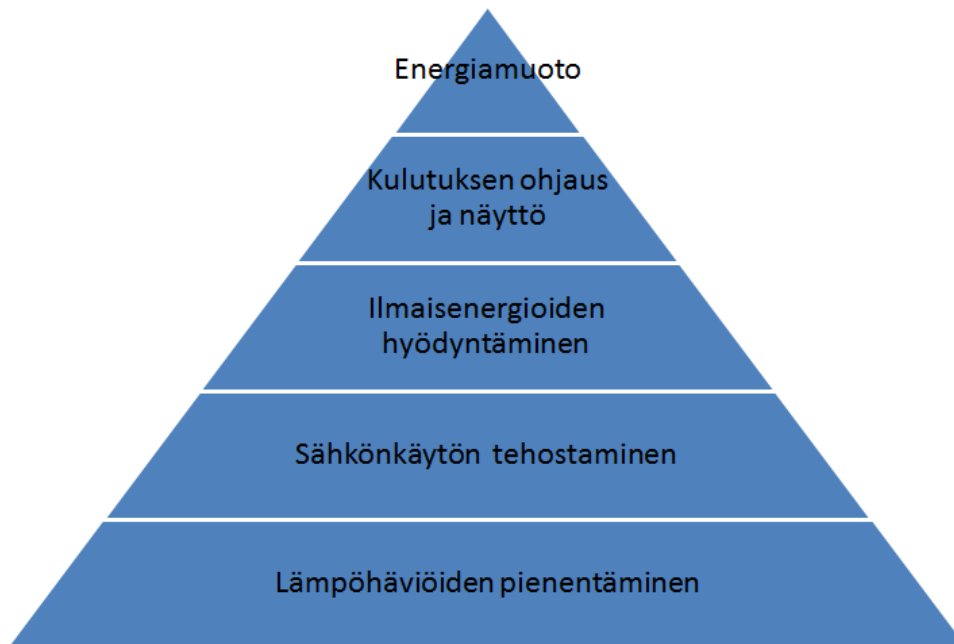 Energiamuoto
Kulutuksen ohjaus
ja näyttö
Ilmaisenergioiden
hyödyntäminen
Sähkönkäytön tehostaminen
Lämpöhäviöiden pienentäminen